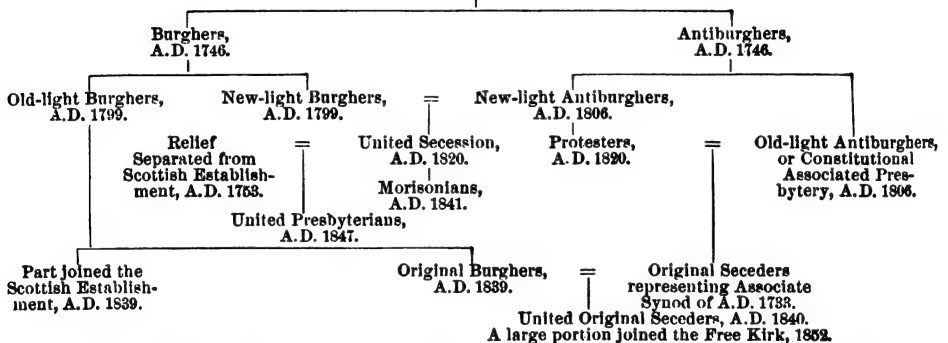 Burghers,
A.D. 1746.
Antiburghers,
A.D. 1746.
Old-light Burghers,
A.D. 1799.
New-light Burghers,
A.D. 1799.
=
New-light Antiburghers,
A.D. 1806.
Relief
Separated from
Scottish Establish-
ment, A.D. 1753.
=
United Secession,
A.D. 1820.
Morisonians,
A.D. 1841.
Protesters,
A.D. 1820.
=
Old-light Antiburghers,
or Constitutional
Associated Pres-
bytery, A.D. 1806.
United Presbyterians,
A.D. 1847.
Part joined the
Scottish Establish-
ment, A.D. 1839.
Original Burghers,
A.D. 1839.
=
Original Seceders
representing Associate
Synod of A.D. 1733.
United Original Seceders, A.D. 1840.
A large portion joined the Free Kirk, 1852.